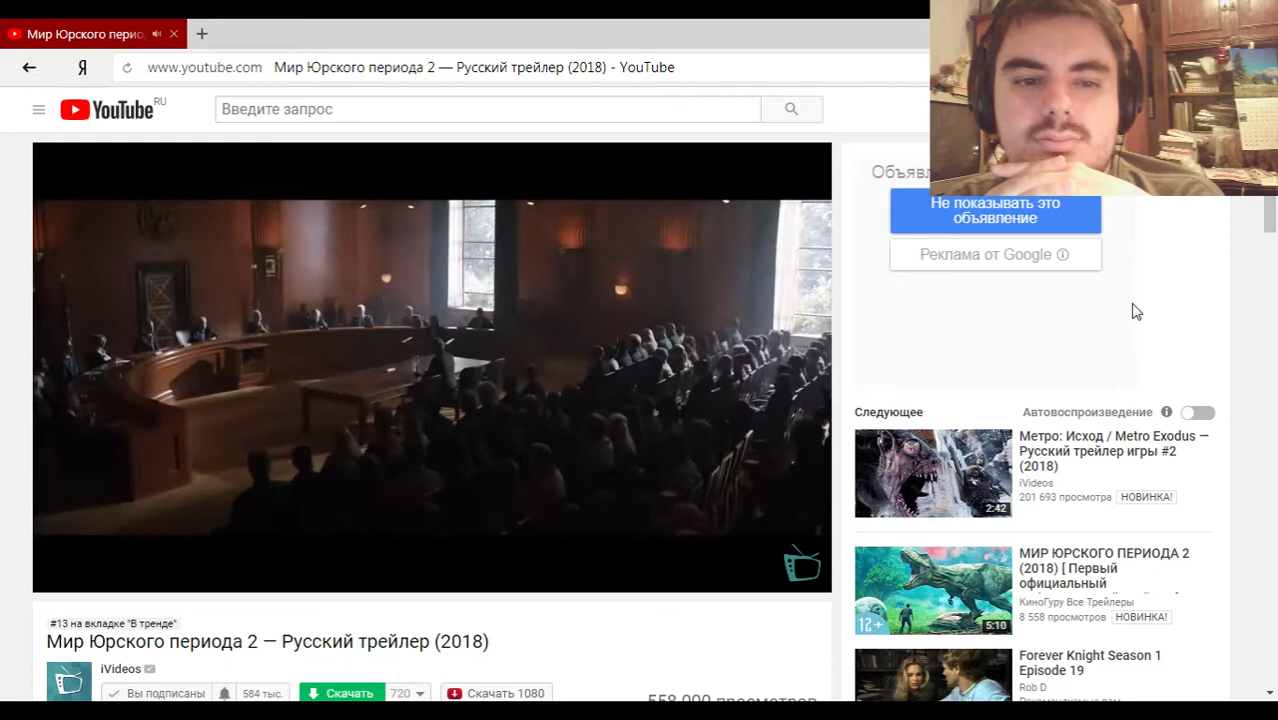 Мир Юрского перио
Я
www.youtube.com Мир Юрского периода 2 — Русский трейлер (2018) - YouTube
YouTube RU
Введите запрос
Не показывать это
объявление
Реклама от Google
Следующее
Автовоспроизведение
Метро: Исход / Metro Exodus —
Русский трейлер игры #2
(2018)
iVideos
201 693 просмотра НОВИНКА!
2:42
МИР ЮРСКОГО ПЕРИОДА 2
(2018) [ Первый
официальный
КиноГуру Все Трейлеры
8 558 просмотров НОВИНКА!
12+
5:10
Forever Knight Season 1
Episode 19
Rob D
#13 на вкладке "В тренде"
Мир Юрского периода 2 — Русский трейлер (2018)
iVideos
Вы подписаны 584 тыс.
Скачать 720
Скачать 1080
558 000 просмотров